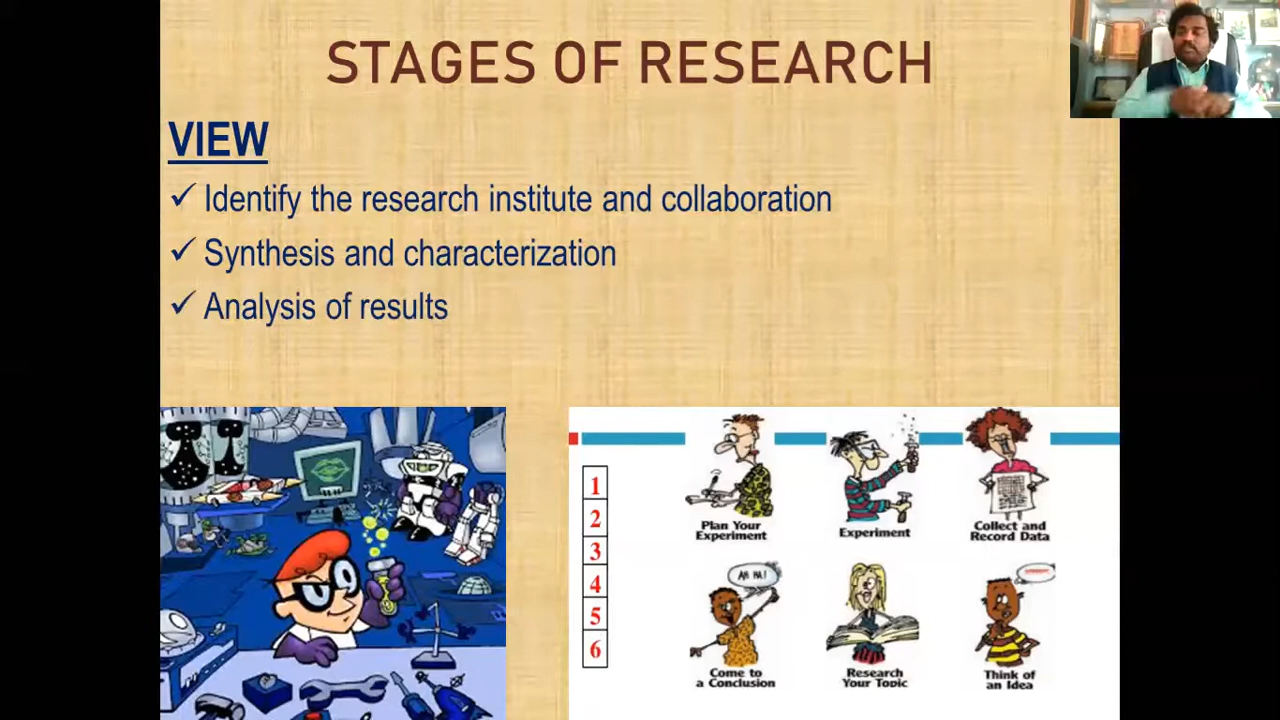 STAGES OF RESEARCH
VIEW
✓ Identify the research institute and collaboration
✓ Synthesis and characterization
✓ Analysis of results
1
2
3
4
5
6
Plan Your
Experiment
Experiment
Collect and
Record Data
AH HA!
Come to
a Conclusion
Research
Your Topic
Think of
an Idea